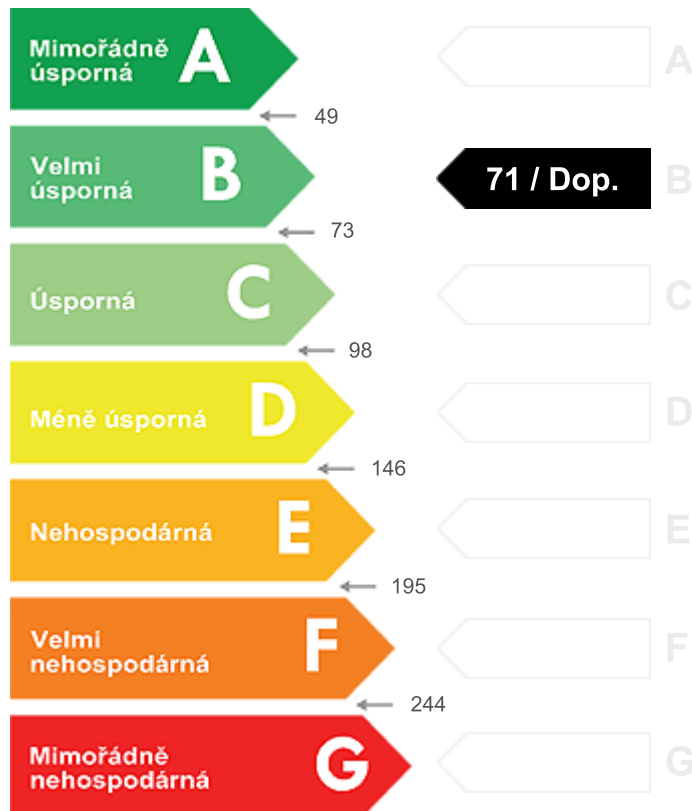 Mimořádně
úsporná
A
A
49
Velmi
úsporná
B
71 / Dop.
B
73
Úsporná
C
C
98
Méně úsporná
D
D
146
Nehospodárná
E
E
195
Velmi
nehospodárná
F
F
244
Mimořádně
nehospodárná
G
G